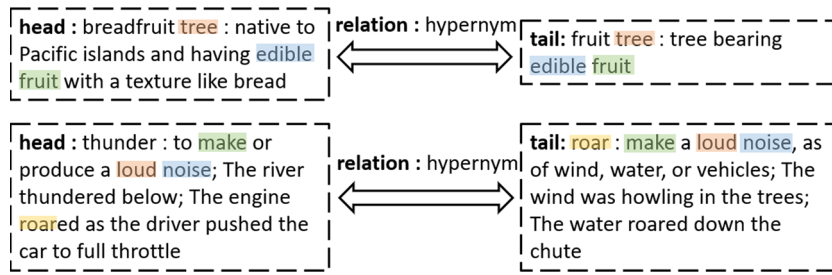 head : breadfruit tree : native to
Pacific islands and having edible
fruit with a texture like bread
relation : hypernym
tail: fruit tree : tree bearing
edible fruit
head : thunder : to make or
produce a loud noise; The river
thundered below; The engine
roared as the driver pushed the
car to full throttle
relation : hypernym
tail: roar : make a loud noise, as
of wind, water, or vehicles; The
wind was howling in the trees;
The water roared down the
chute